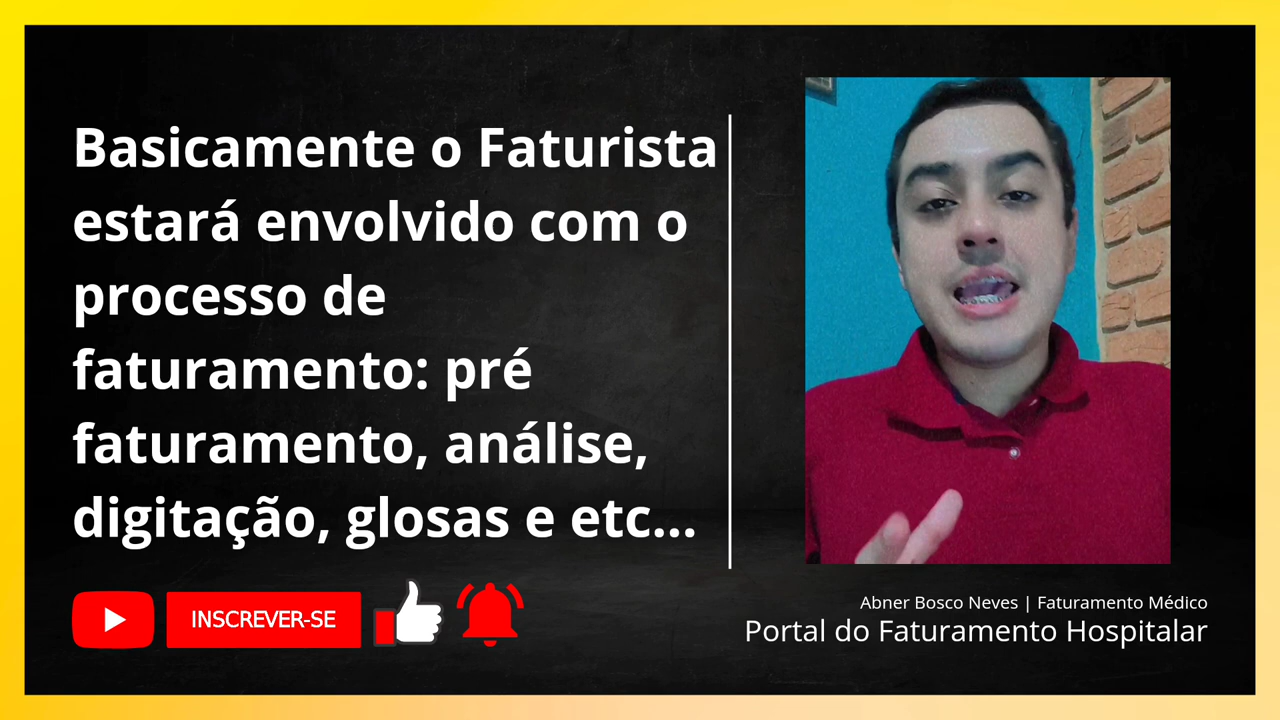 Basicamente o Faturista
estará envolvido com o
processo de
faturamento: pré
faturamento, análise,
digitação, glosas e etc...
INSCREVER-SE
Abner Bosco Neves | Faturamento Médico
Portal do Faturamento Hospitalar